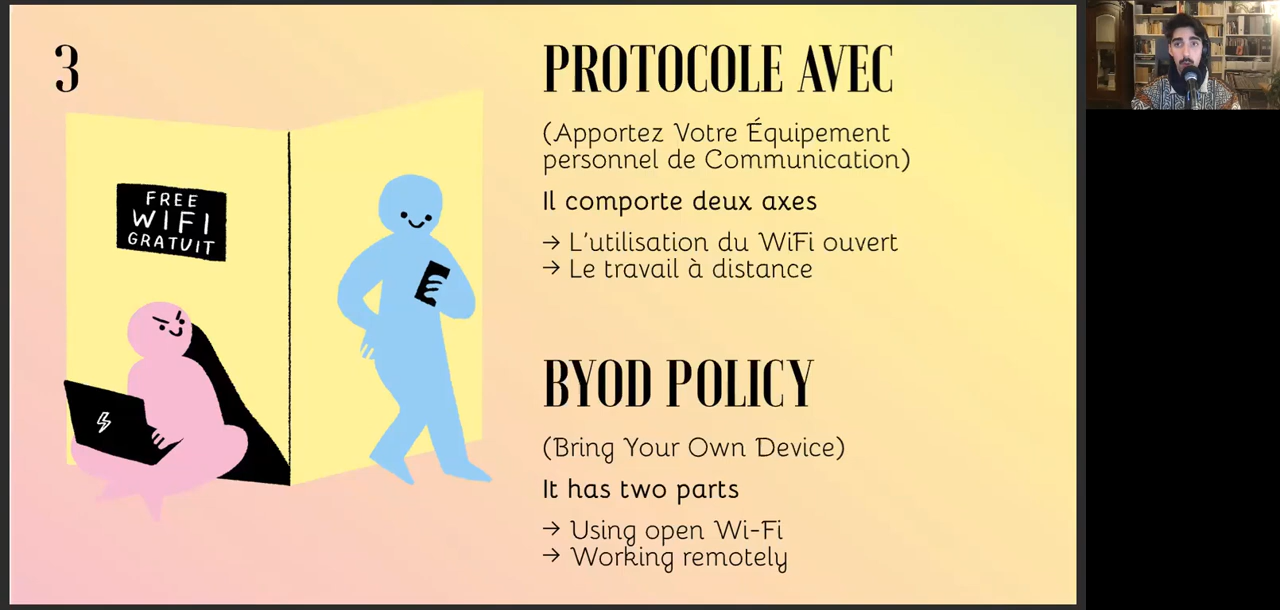 3
FREE
WIFI
GRATUIT
PROTOCOLE AVEC
(Apportez Votre Équipement
personnel de Communication)
Il comporte deux axes
→ L'utilisation du WiFi ouvert
→ Le travail à distance
BYOD POLICY
(Bring Your Own Device)
It has two parts
→ Using open Wi-Fi
→ Working remotely